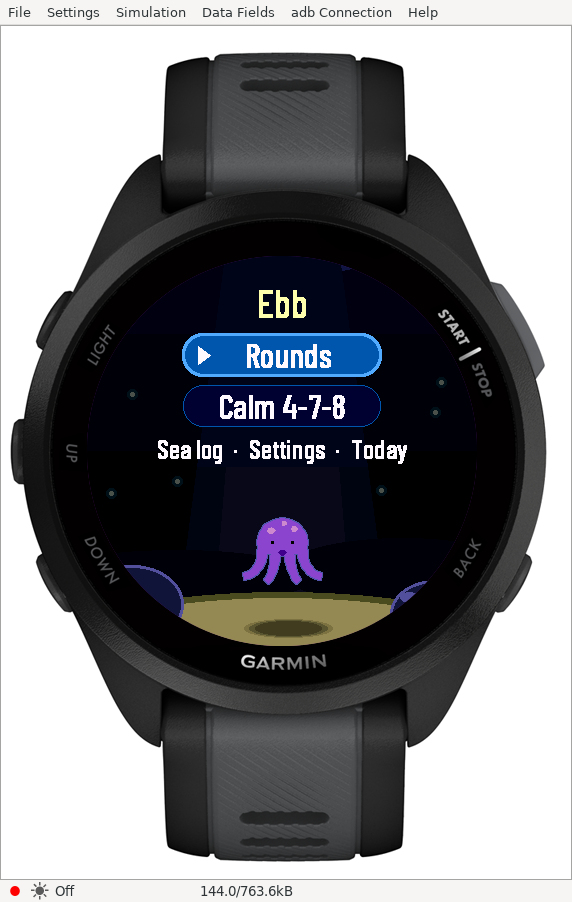 File Settings Simulation Data Fields adb Connection Help
Ebb
START
STOP
LIGHT
Rounds
Calm 4-7-8
Sea log · Settings · Today
UP
DOWN
BACK
GARMIN
Off 144.0/763.6kB